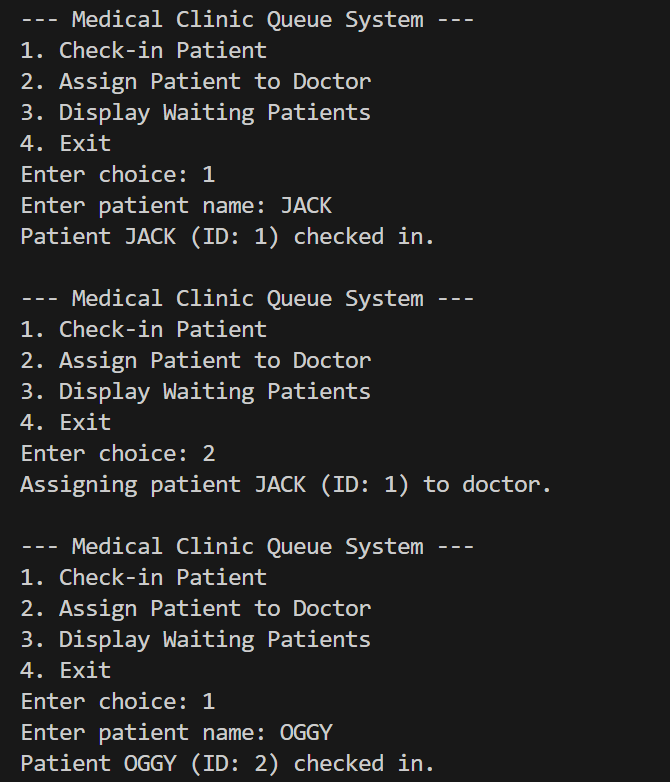 --- Medical Clinic Queue System ---
1. Check-in Patient
2. Assign Patient to Doctor
3. Display Waiting Patients
4. Exit
Enter choice: 1
Enter patient name: JACK
Patient JACK (ID: 1) checked in.

--- Medical Clinic Queue System ---
1. Check-in Patient
2. Assign Patient to Doctor
3. Display Waiting Patients
4. Exit
Enter choice: 2
Assigning patient JACK (ID: 1) to doctor.

--- Medical Clinic Queue System ---
1. Check-in Patient
2. Assign Patient to Doctor
3. Display Waiting Patients
4. Exit
Enter choice: 1
Enter patient name: OGGY
Patient OGGY (ID: 2) checked in.